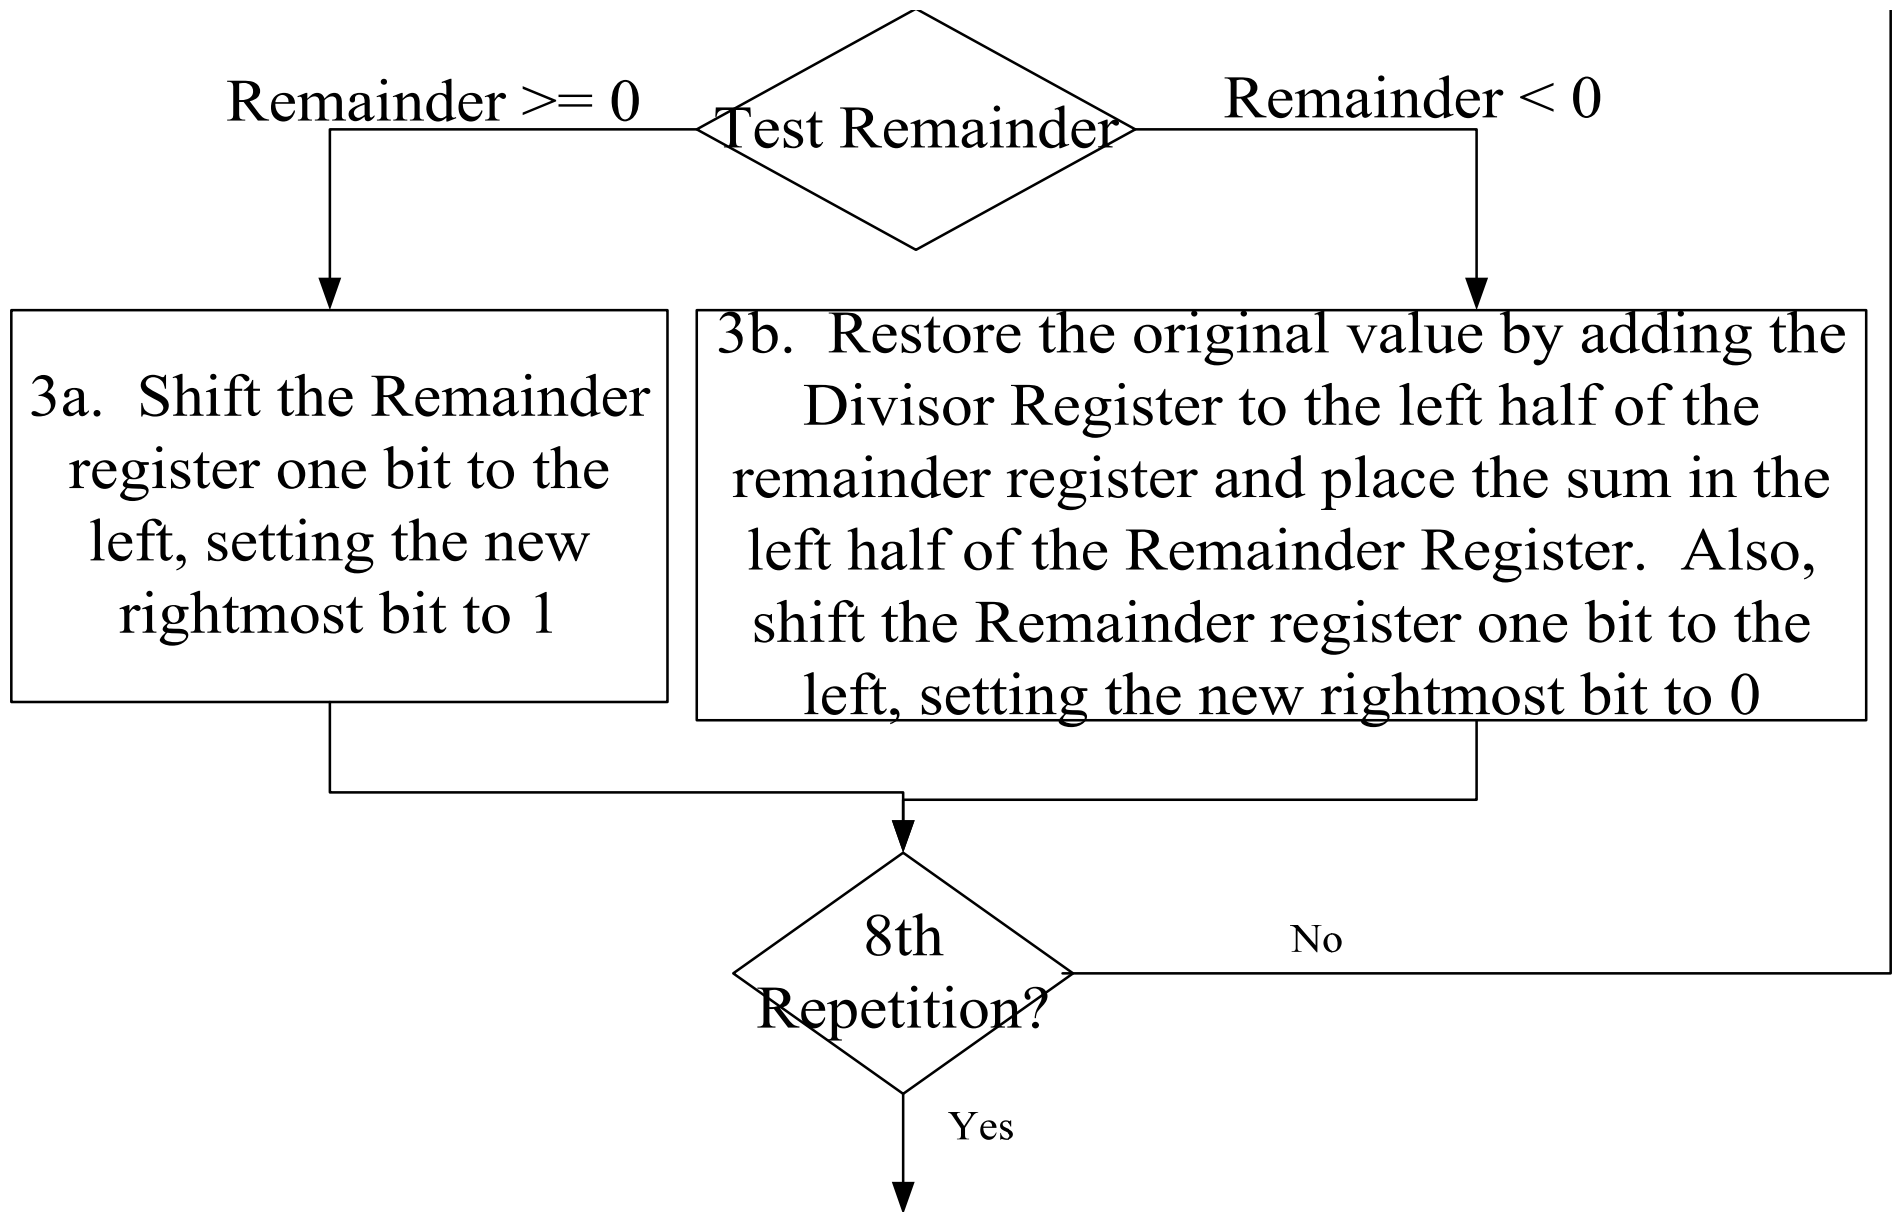 Remainder >= 0
Test Remainder
Remainder < 0
3a. Shift the Remainder
register one bit to the
left, setting the new
rightmost bit to 1
3b. Restore the original value by adding the
Divisor Register to the left half of the
remainder register and place the sum in the
left half of the Remainder Register. Also,
shift the Remainder register one bit to the
left, setting the new rightmost bit to 0
8th
Repetition?
No
Yes